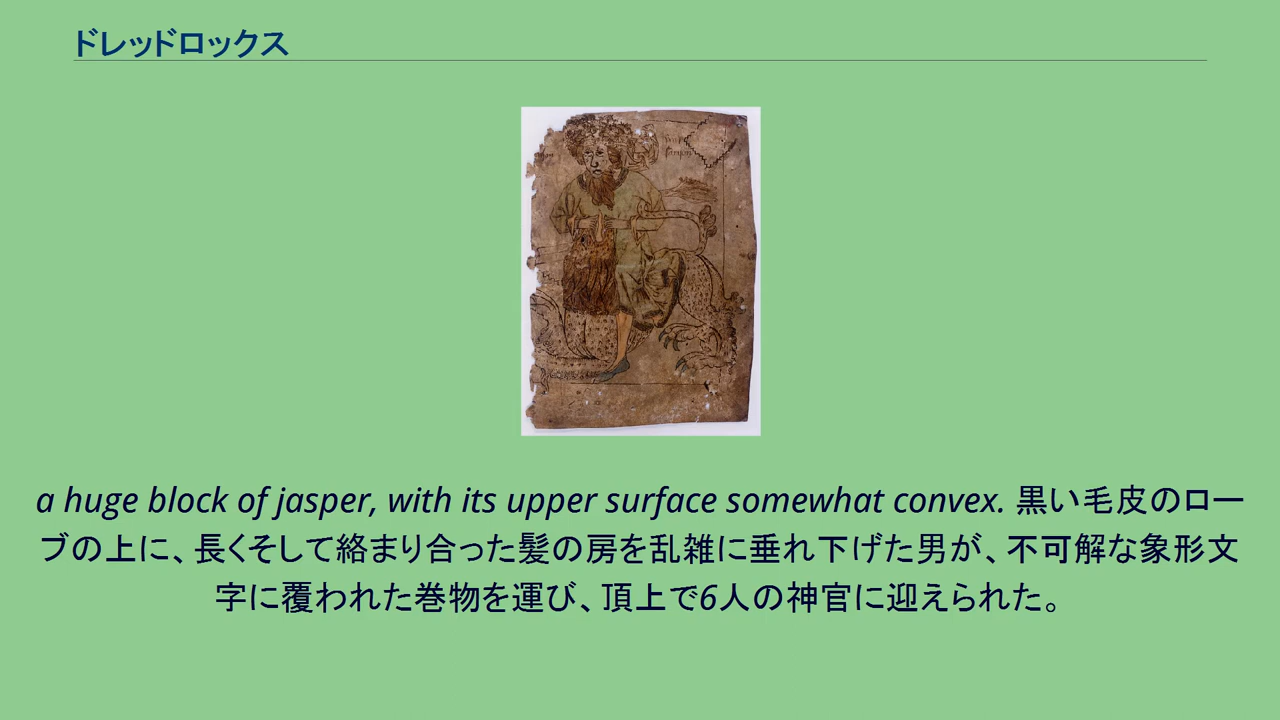 ドレッドロックス
a huge block of jasper, with its upper surface somewhat convex. 黒い毛皮のロー
ブの上に、長くそして絡まり合った髪の房を乱雑に垂れ下げた男が、不可解な象形文
字に覆われた巻物を運び、頂上で6人の神官に迎えられた。